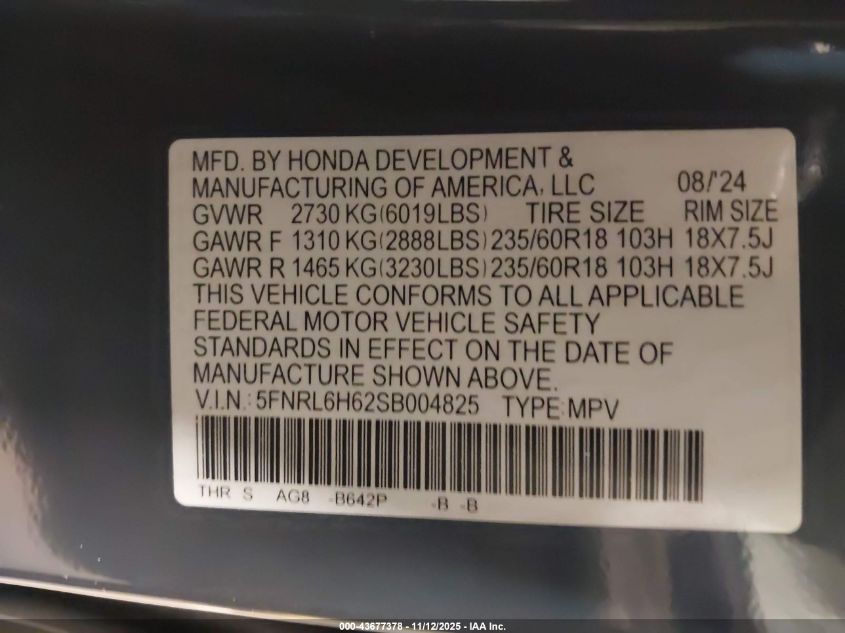 MFD. BY HONDA DEVELOPMENT &
MANUFACTURING OF AMERICA, LLC 08/'24
GVWR 2730 KG(6019LBS) TIRE SIZE RIM SIZE
GAWR F 1310 KG(2888LBS) 235/60R18 103H 18X7.5J
GAWR R 1465 KG(3230LBS) 235/60R18 103H 18X7.5J
THIS VEHICLE CONFORMS TO ALL APPLICABLE
FEDERAL MOTOR VEHICLE SAFETY
STANDARDS IN EFFECT ON THE DATE OF
MANUFACTURE SHOWN ABOVE.
V.I.N.: 5FNRL6H62SB004825 TYPE:MPV
THR S AG8 -B642P -B -B
000-43677378 - 11/12/2025 - IAA Inc.